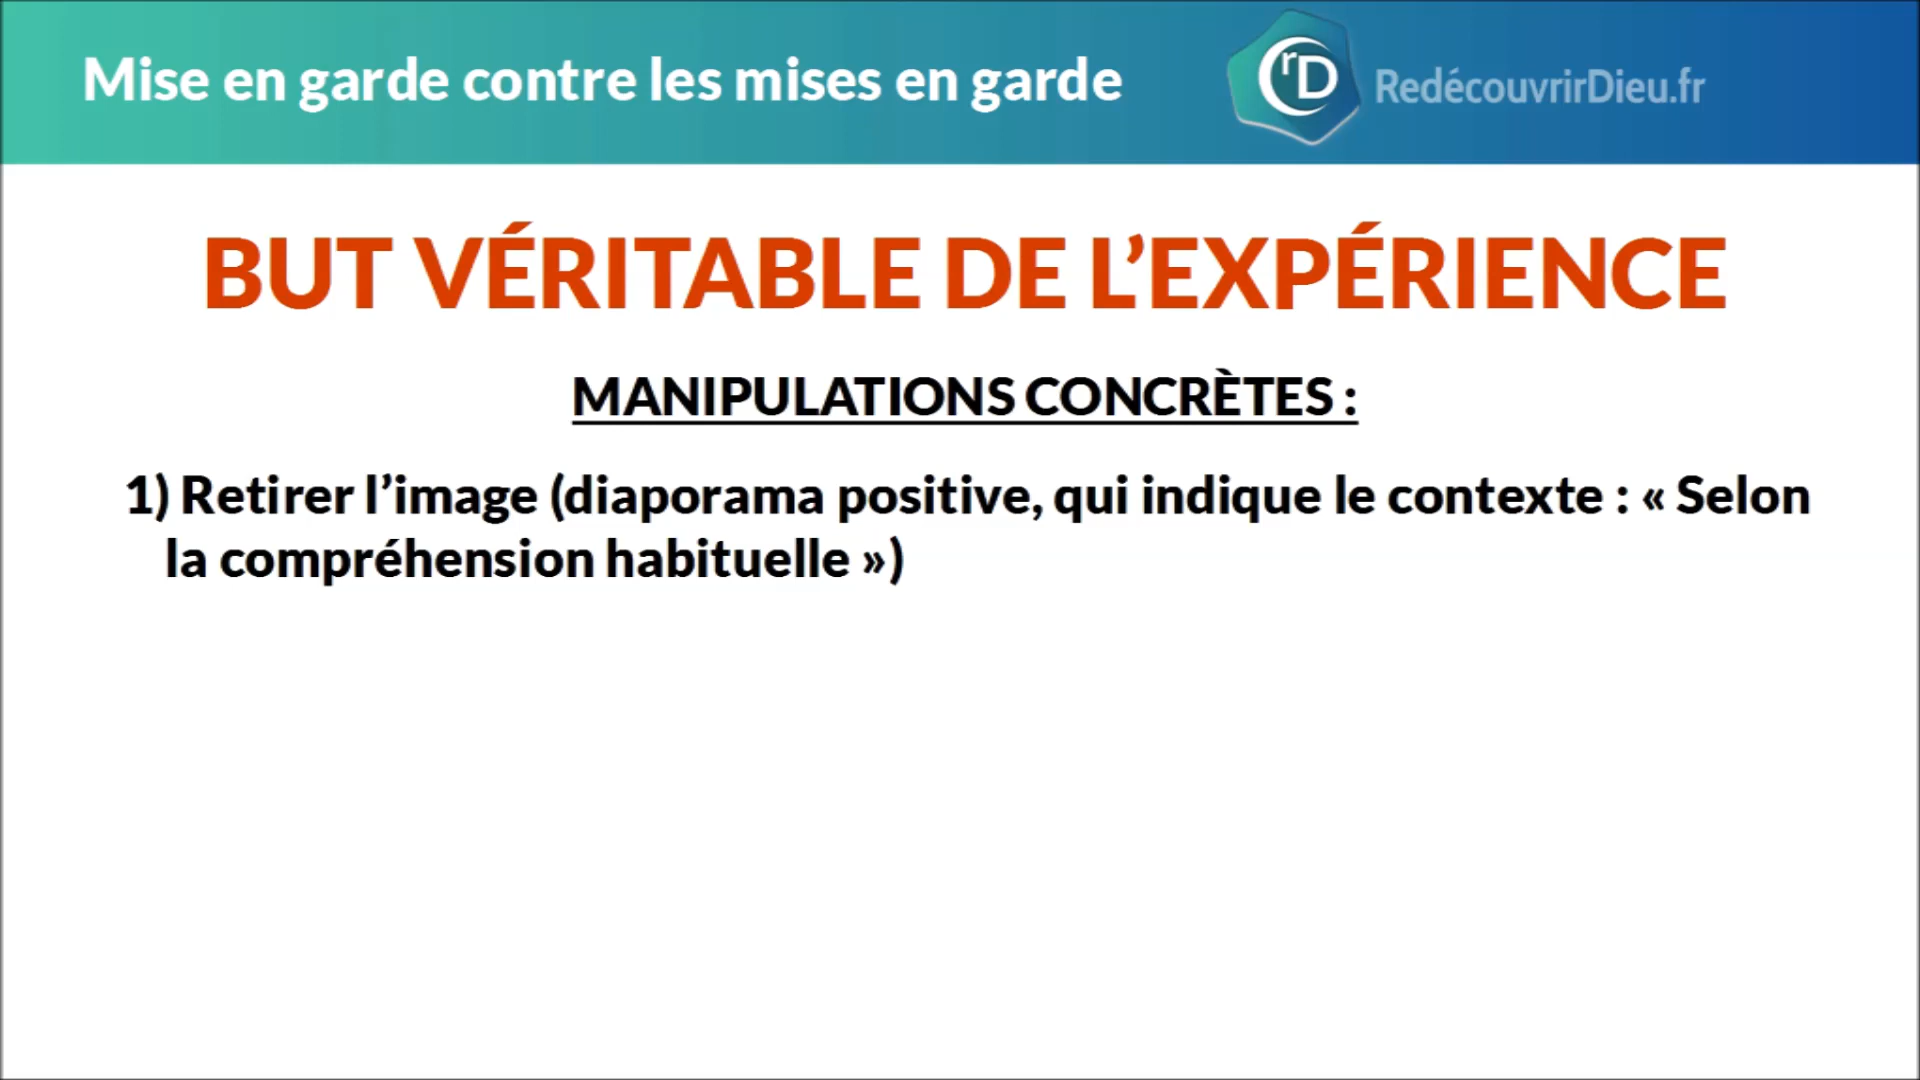 Mise en garde contre les mises en garde
rD RedécouvrirDieu.fr
BUT VÉRITABLE DE L’EXPÉRIENCE
MANIPULATIONS CONCRÈTES :
1) Retirer l’image (diaporama positive, qui indique le contexte : « Selon
la compréhension habituelle »)